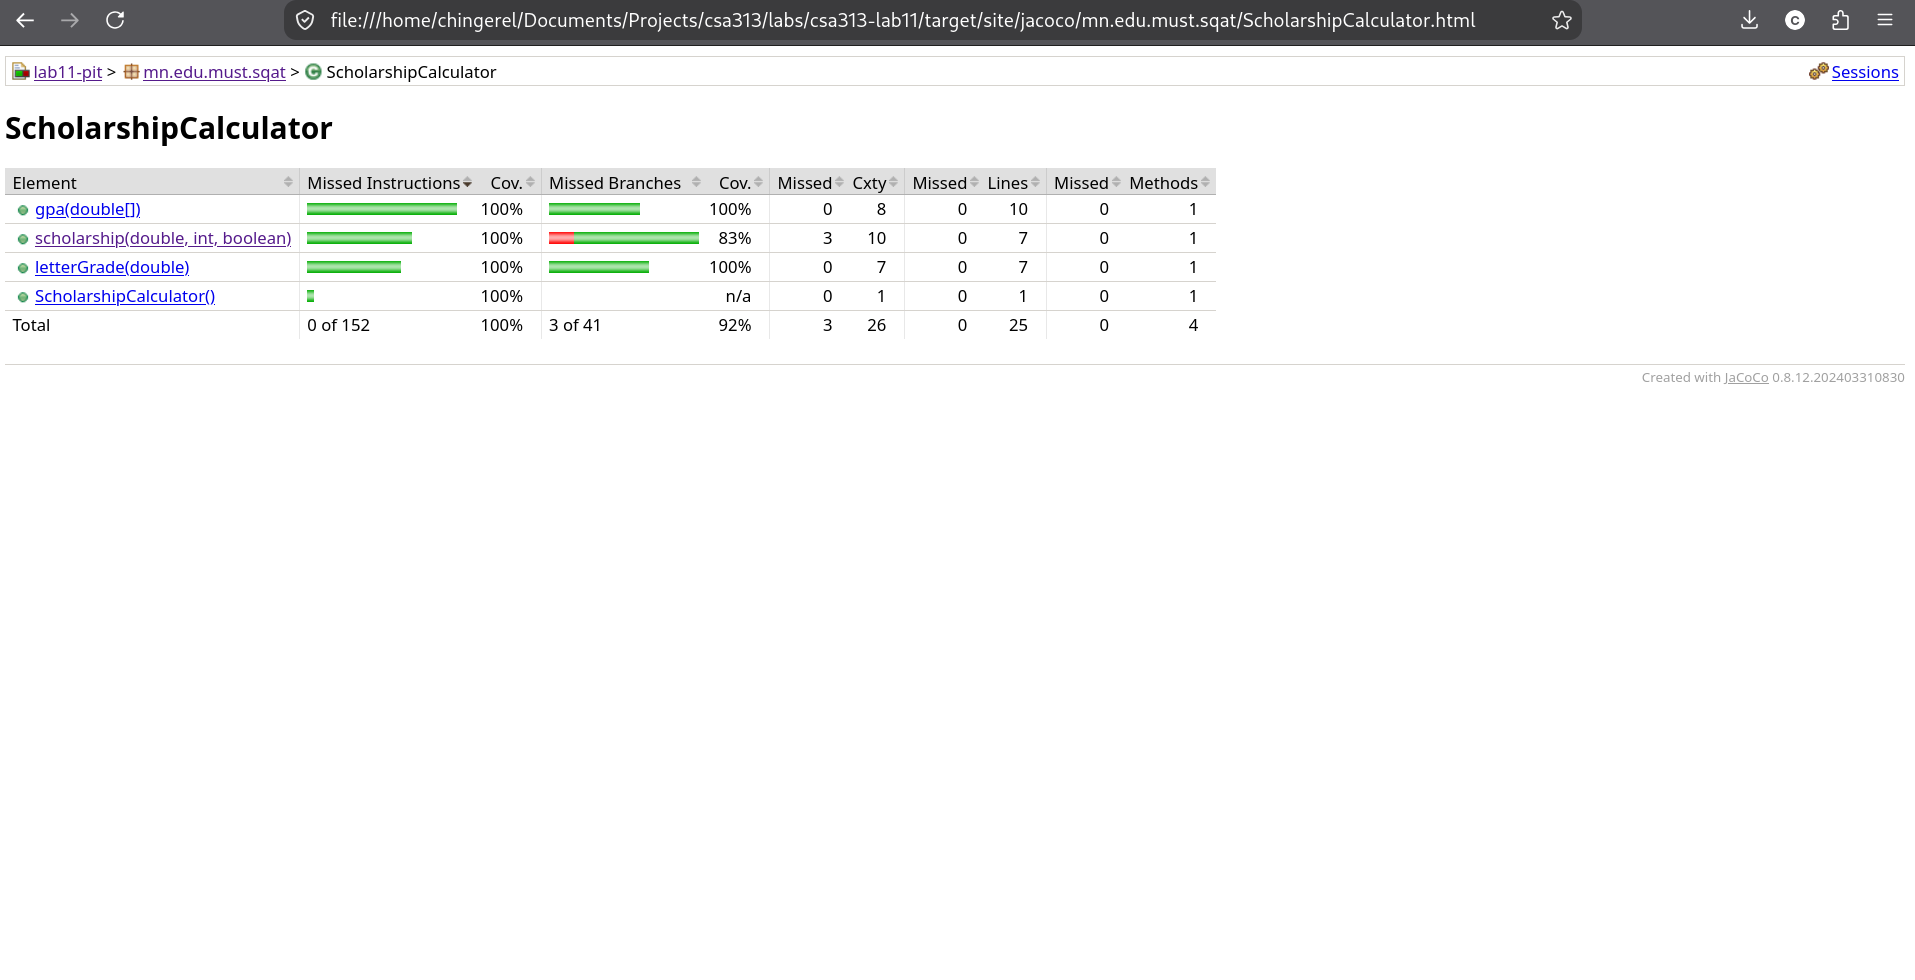 file:///home/chingerel/Documents/Projects/csa313/labs/csa313-lab11/target/site/jacoco/mn.edu.must.sqat/ScholarshipCalculator.html
C
lab11-pit > mn.edu.must.sqat > C ScholarshipCalculator Sessions
ScholarshipCalculator
Element Missed Instructions Cov. Missed Branches Cov. Missed Cxty Missed Lines Missed Methods
gpa(double[]) 100% 100% 0 8 0 10 0 1
scholarship(double, int, boolean) 100% 83% 3 10 0 7 0 1
letterGrade(double) 100% 100% 0 7 0 7 0 1
ScholarshipCalculator() 100% n/a 0 1 0 1 0 1
Total 0 of 152 100% 3 of 41 92% 3 26 0 25 0 4
Created with JaCoCo 0.8.12.202403310830